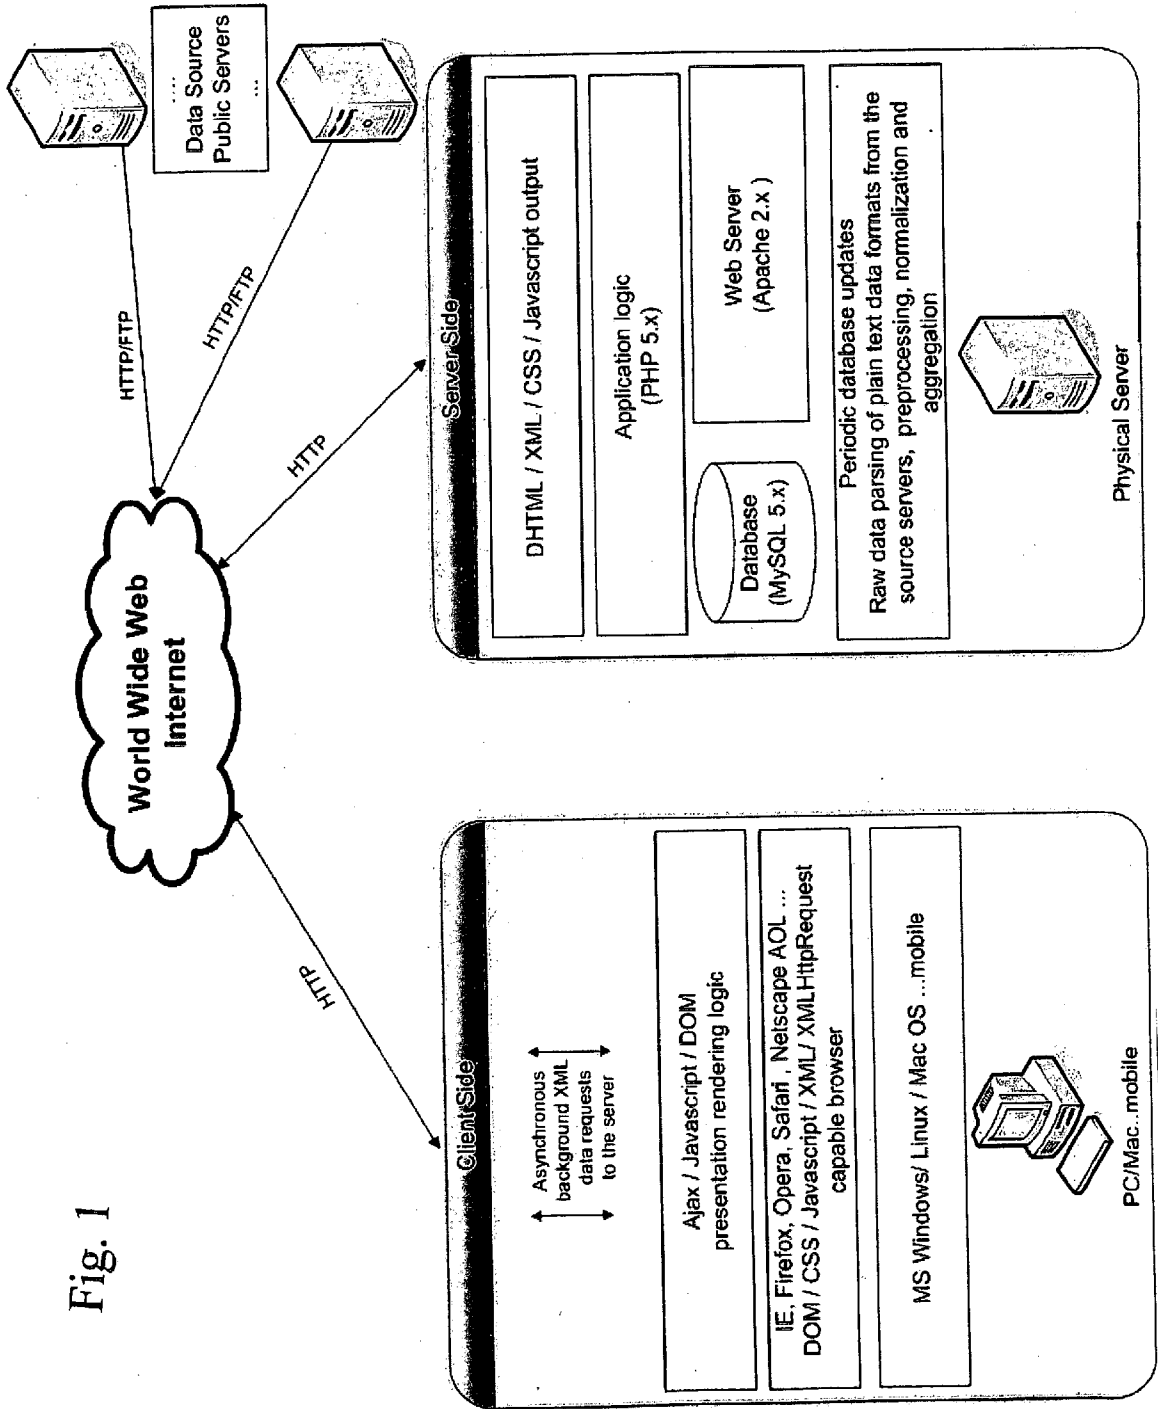 Fig. 1
World Wide Web
Internet
HTTP
HTTP
HTTP/FTP
HTTP/FTP
....
Data Source
Public Servers
...
Client Side
Asynchronous
background XML
data requests
to the server
Ajax / Javascript / DOM
presentation rendering logic
IE, Firefox, Opera, Safari , Netscape AOL ...
DOM / CSS / Javascript / XML/ XMLHttpRequest
capable browser
MS Windows/ Linux / Mac OS ...mobile
PC/Mac..mobile
Server Side
DHTML / XML / CSS / Javascript output
Application logic
(PHP 5.x)
Database
(MySQL 5.x)
Web Server
(Apache 2.x )
Periodic database updates
Raw data parsing of plain text data formats from the
source servers, preprocessing, normalization and
aggregation
Physical Server